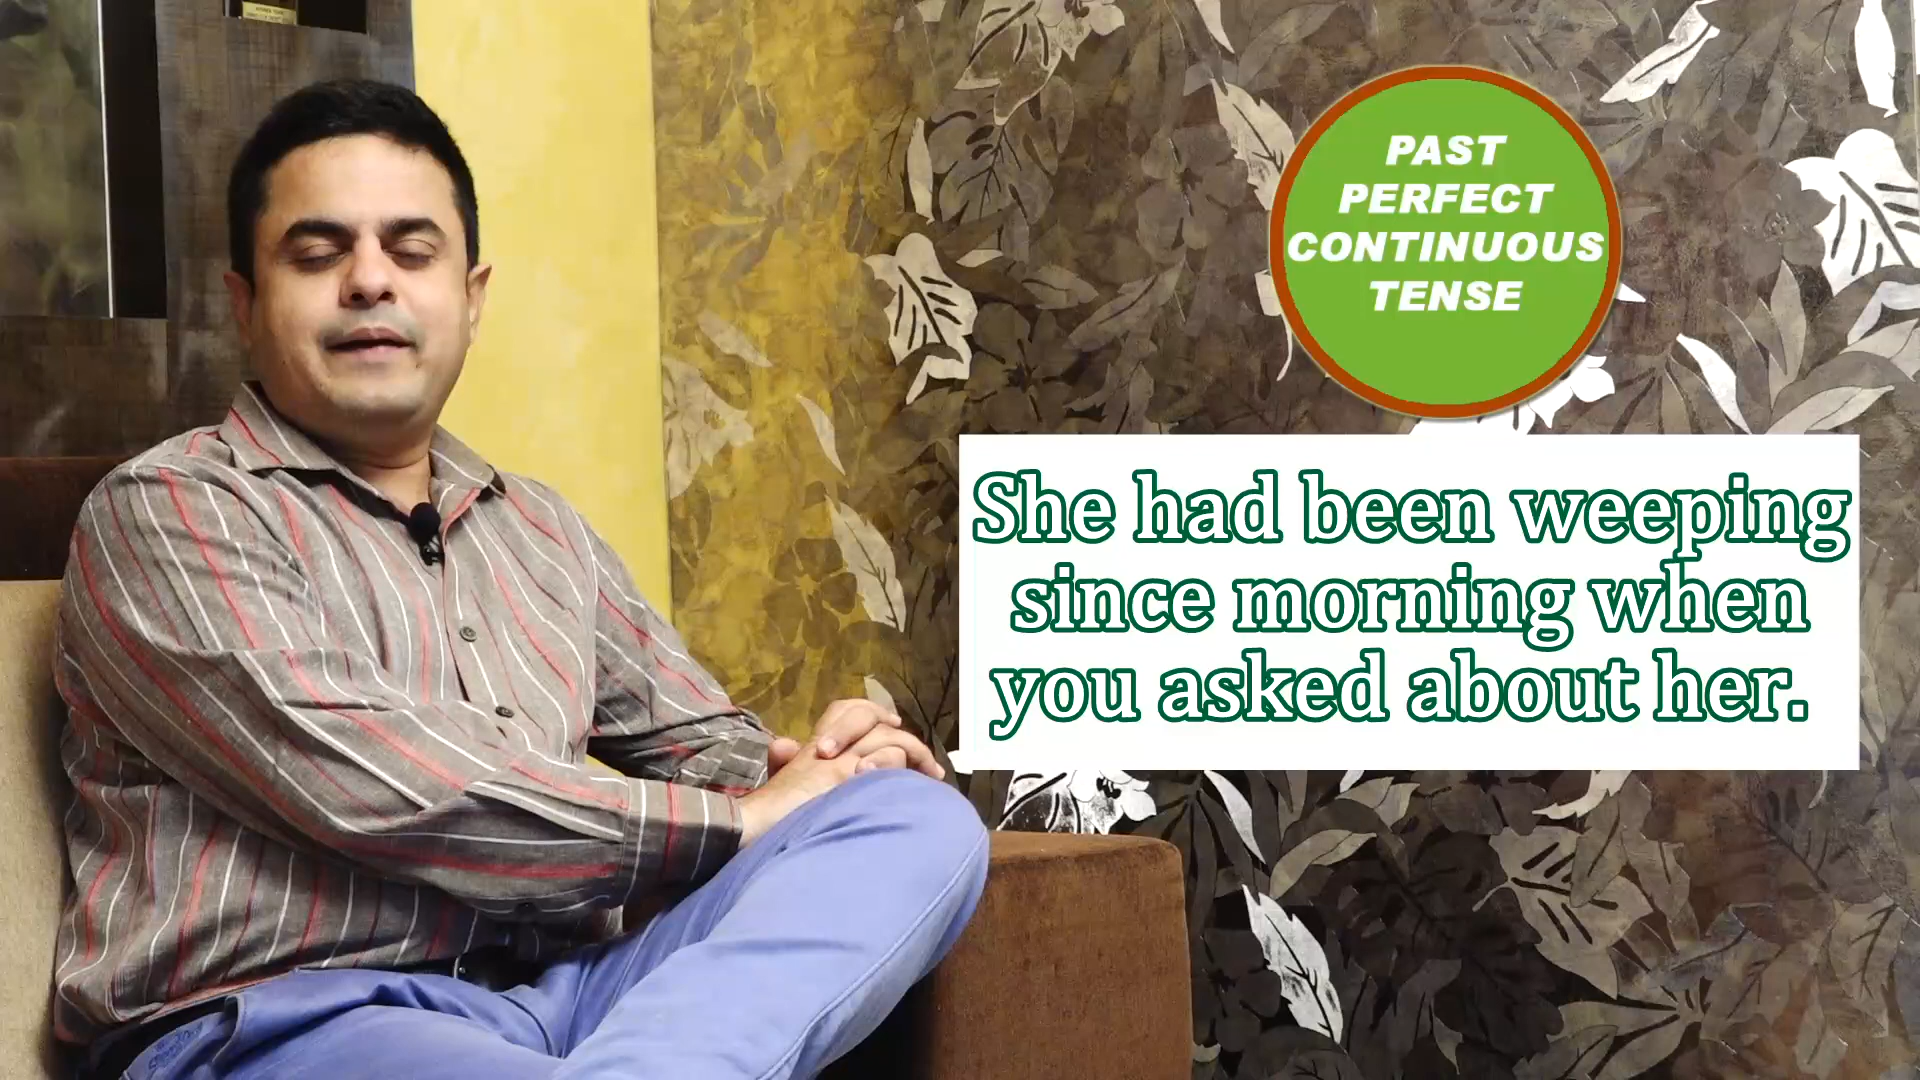 PAST
PERFECT
CONTINUOUS
TENSE
She had been weeping
since morning when
you asked about her.